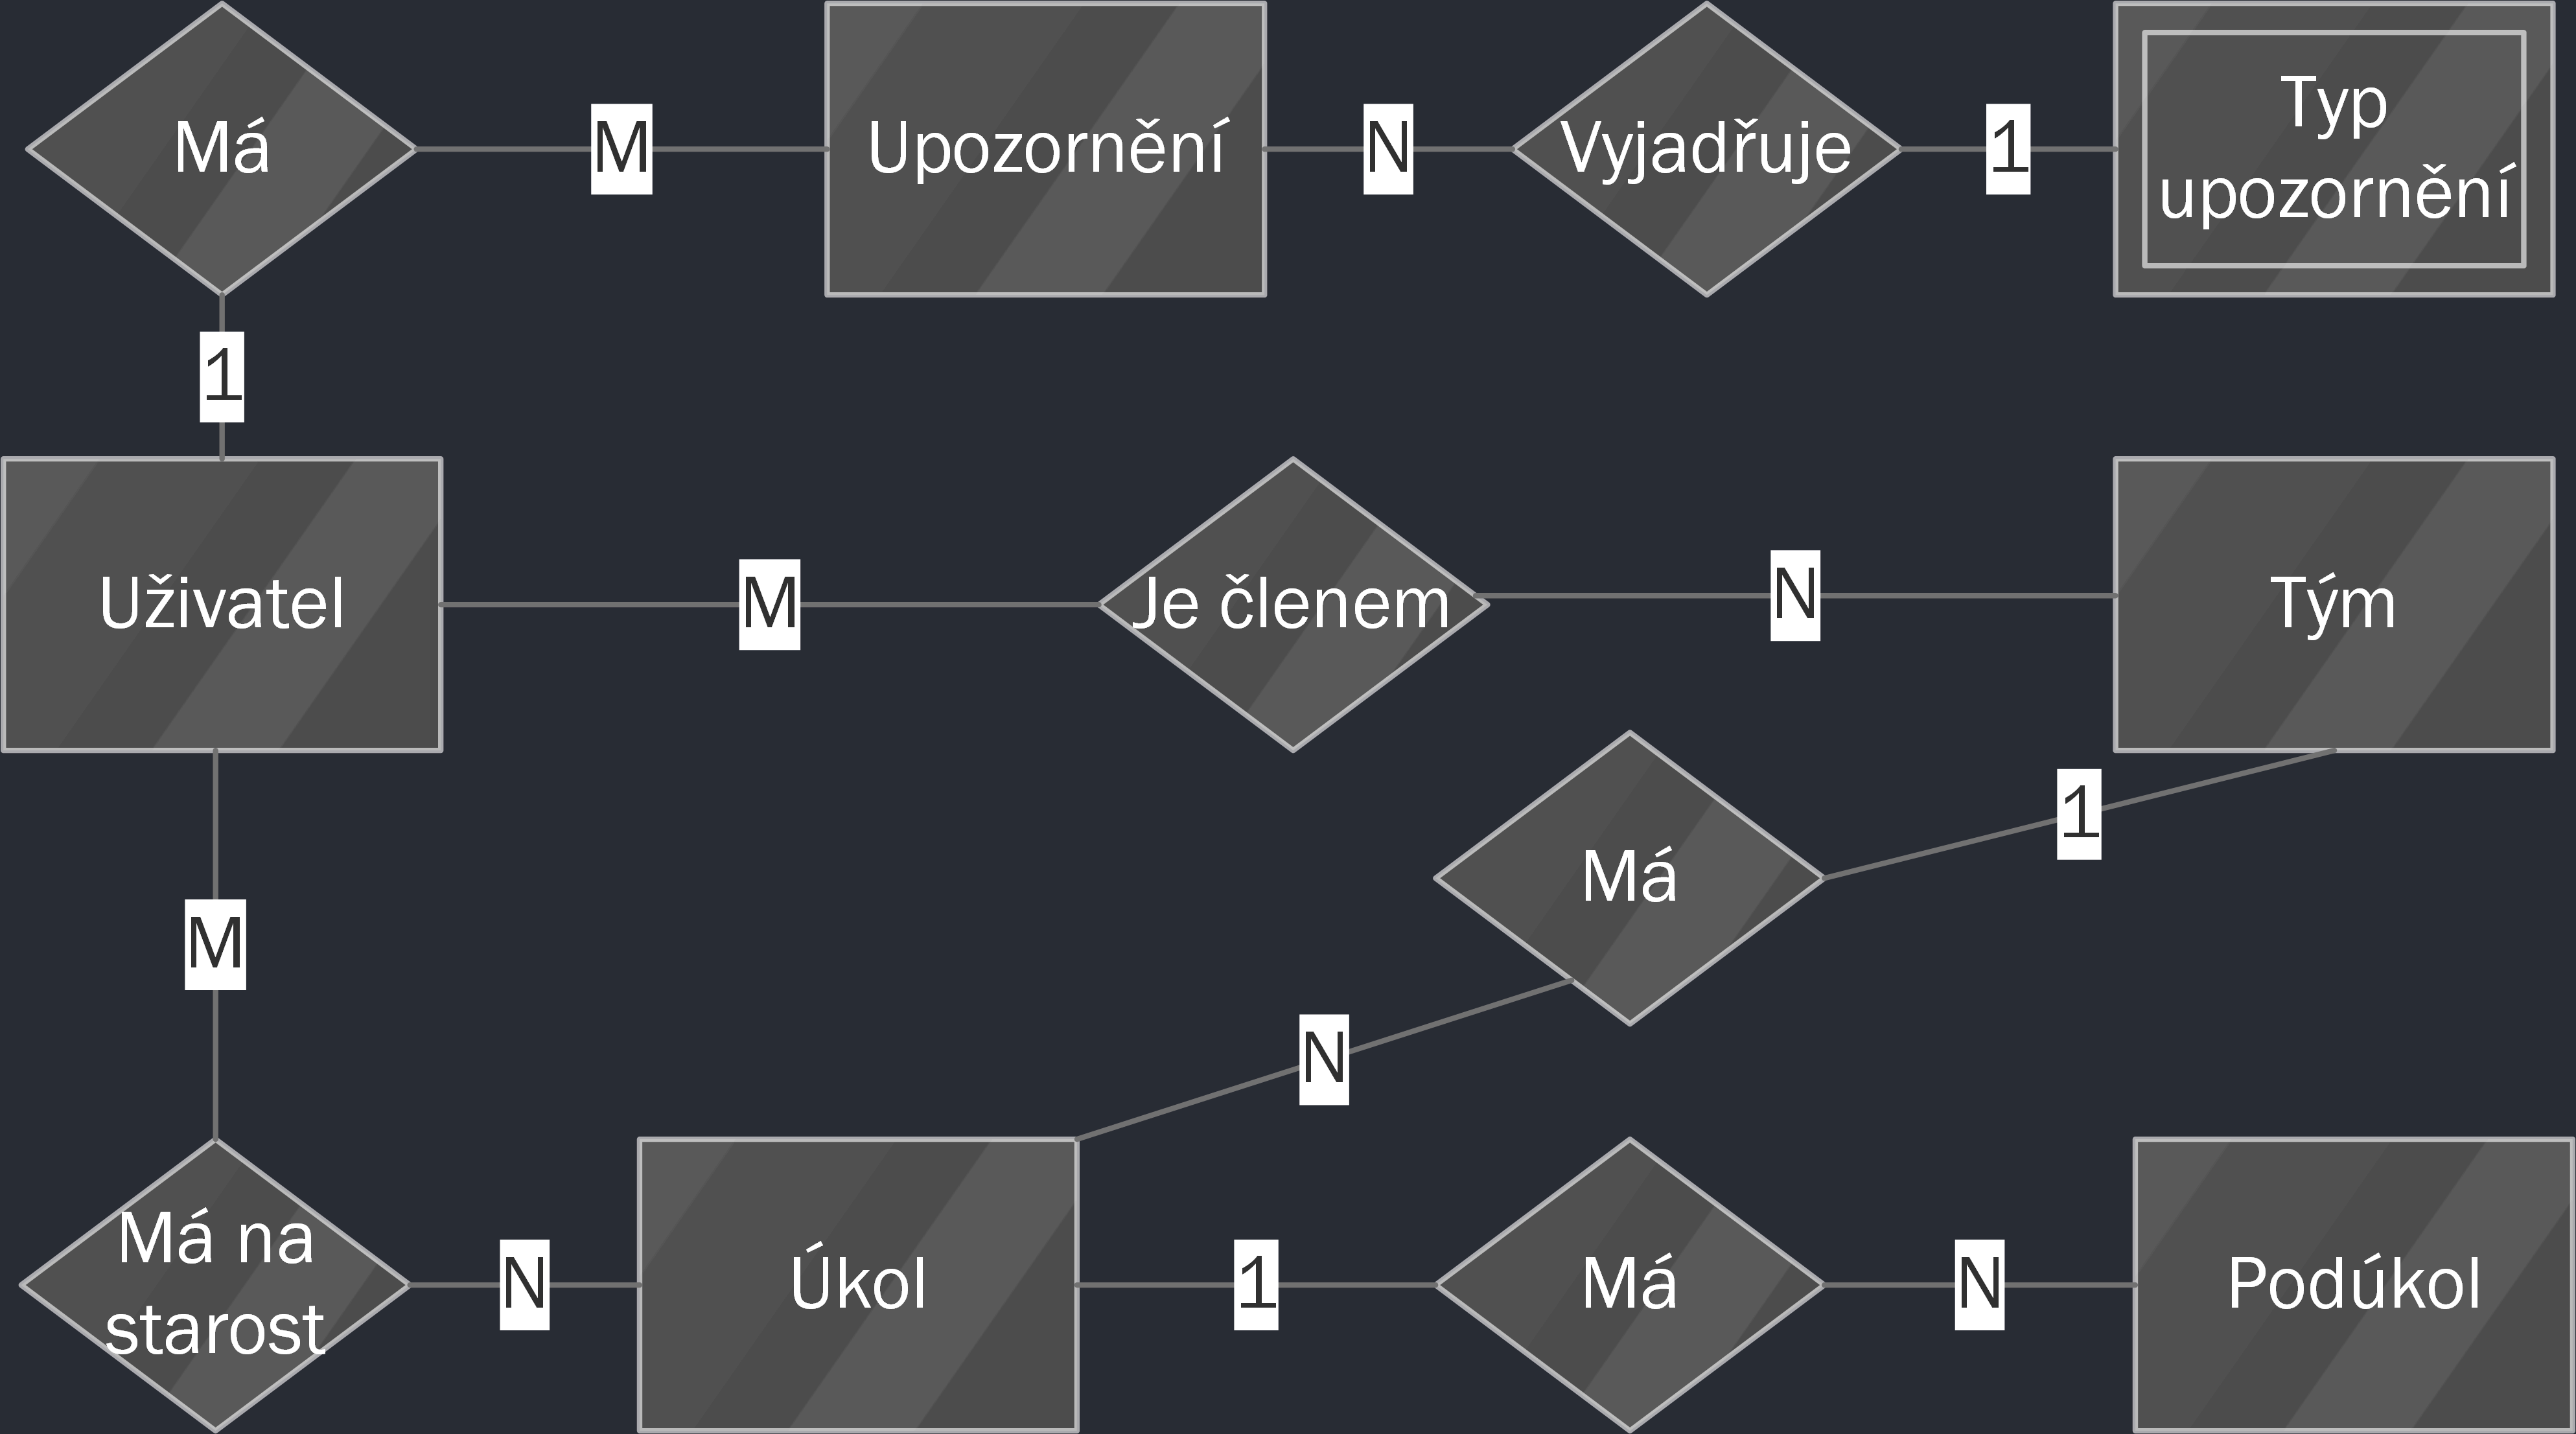 Má
M
Upozornění
N
Vyjadřuje
1
Typ
upozornění
1
Uživatel
M
Je členem
N
Tým
1
Má
M
N
Má na
starost
N
Úkol
1
Má
N
Podúkol